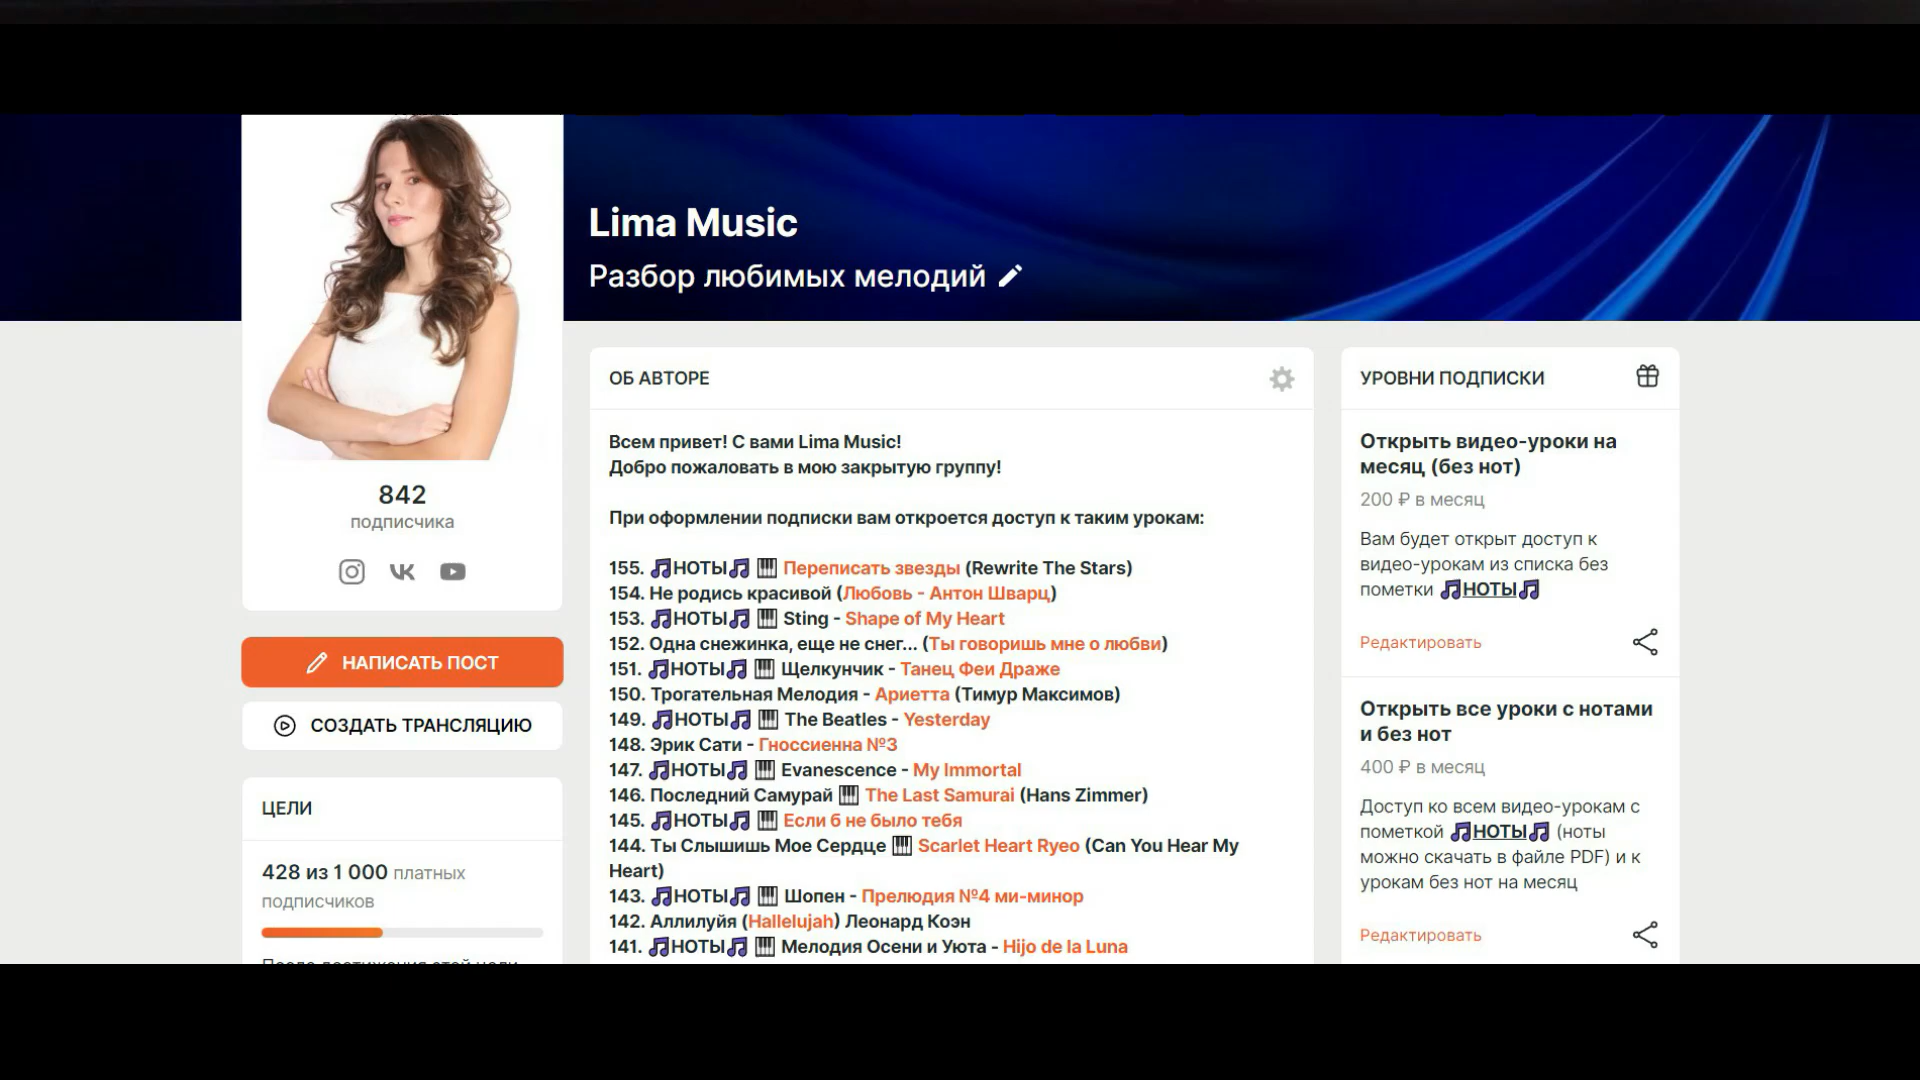 Lima Music
Разбор любимых мелодий
842
подписчика
НАПИСАТЬ ПОСТ
СОЗДАТЬ ТРАНСЛЯЦИЮ
ЦЕЛИ
428 из 1 000 платных
подписчиков
После достижения этой цели
ОБ АВТОРЕ
Всем привет! С вами Lima Music!
Добро пожаловать в мою закрытую группу!
При оформлении подписки вам откроется доступ к таким урокам:
155. 🎵НОТЫ🎵 🎹 Переписать звезды (Rewrite The Stars)
154. Не родись красивой (Любовь - Антон Шварц)
153. 🎵НОТЫ🎵 🎹 Sting - Shape of My Heart
152. Одна снежинка, еще не снег... (Ты говоришь мне о любви)
151. 🎵НОТЫ🎵 🎹 Щелкунчик - Танец Феи Драже
150. Трогательная Мелодия - Ариетта (Тимур Максимов)
149. 🎵НОТЫ🎵 🎹 The Beatles - Yesterday
148. Эрик Сати - Гноссиенна №3
147. 🎵НОТЫ🎵 🎹 Evanescence - My Immortal
146. Последний Самурай 🎹 The Last Samurai (Hans Zimmer)
145. 🎵НОТЫ🎵 🎹 Если б не было тебя
144. Ты Слышишь Мое Сердце 🎹 Scarlet Heart Ryeo (Can You Hear My
Heart)
143. 🎵НОТЫ🎵 🎹 Шопен - Прелюдия №4 ми-минор
142. Аллилуйя (Hallelujah) Леонард Коэн
141. 🎵НОТЫ🎵 🎹 Мелодия Осени и Уюта - Hijo de la Luna
УРОВНИ ПОДПИСКИ
Открыть видео-уроки на
месяц (без нот)
200 ₽ в месяц
Вам будет открыт доступ к
видео-урокам из списка без
пометки 🎵НОТЫ🎵
Редактировать
Открыть все уроки с нотами
и без нот
400 ₽ в месяц
Доступ ко всем видео-урокам с
пометкой 🎵НОТЫ🎵 (ноты
можно скачать в файле PDF) и к
урокам без нот на месяц
Редактировать